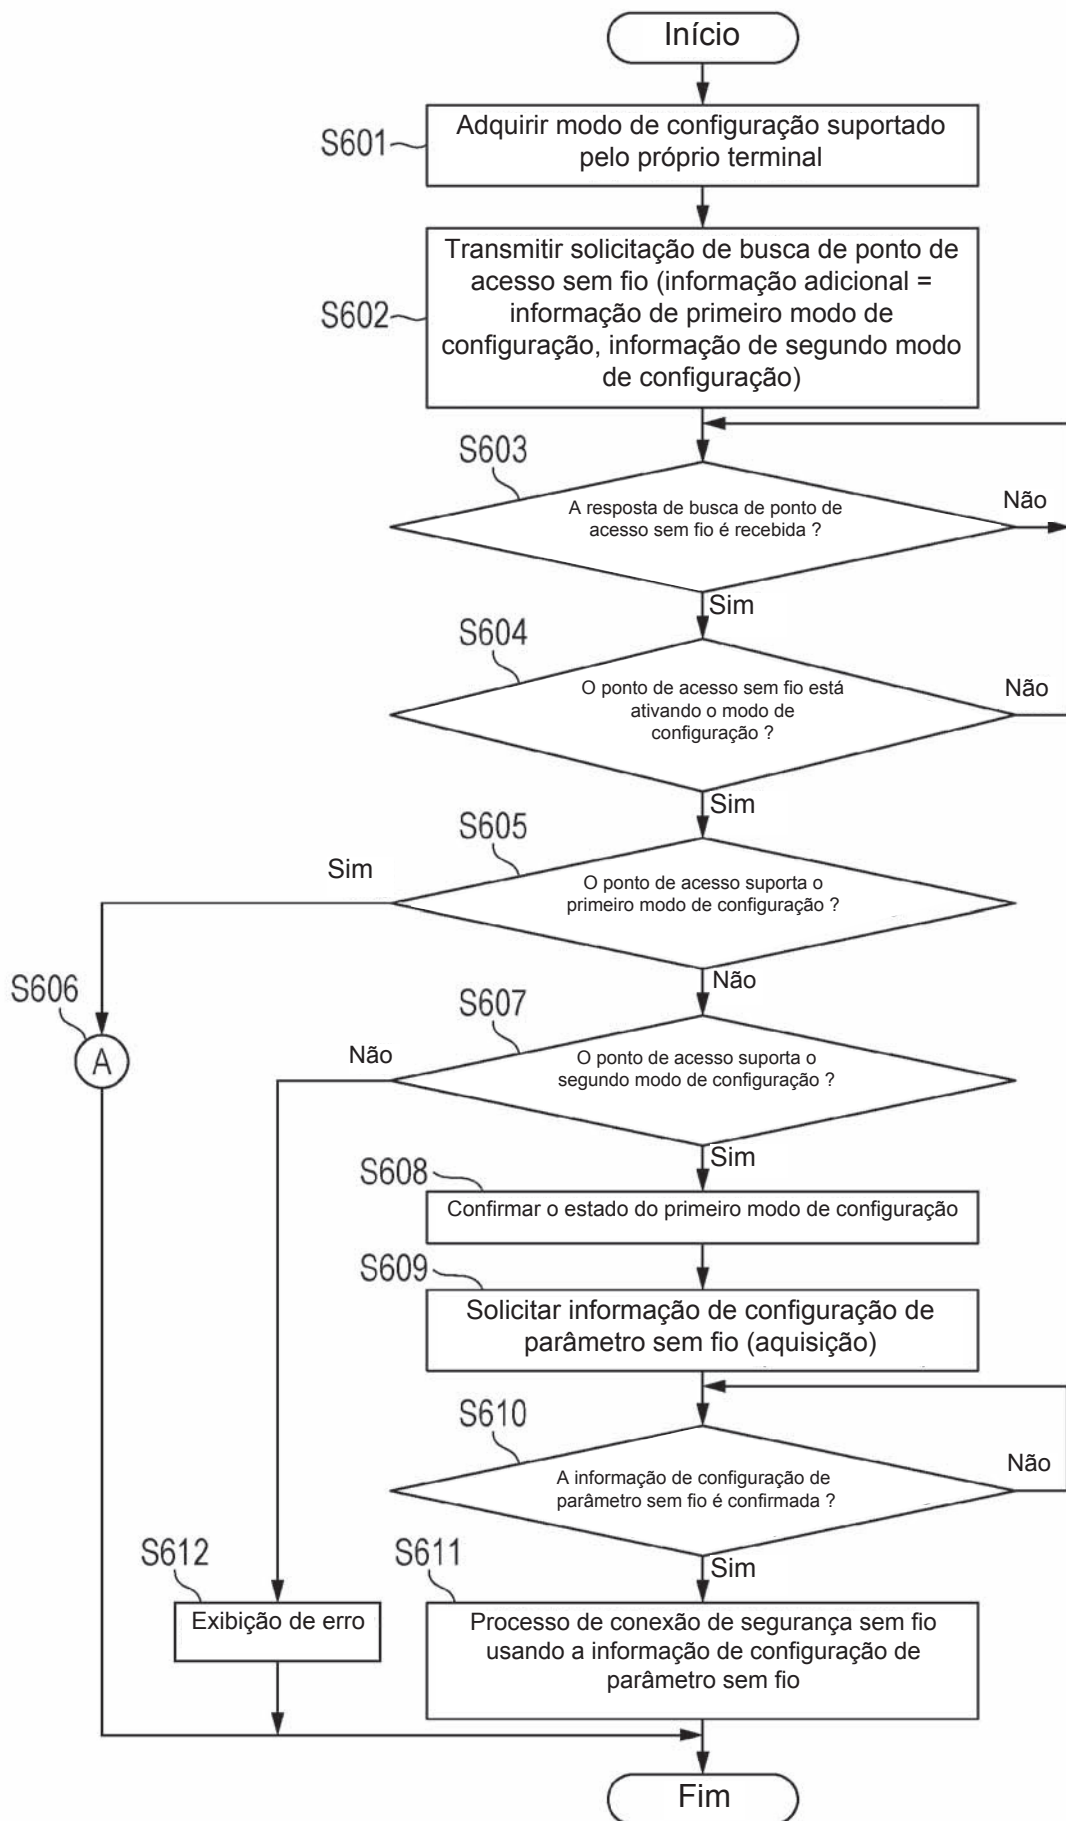 Início
S601
Adquirir modo de configuração suportado
pelo próprio terminal
S602
Transmitir solicitação de busca de ponto de
acesso sem fio (informação adicional =
informação de primeiro modo de
configuração, informação de segundo modo
de configuração)
S603
A resposta de busca de ponto de
acesso sem fio é recebida ?
Não
Sim
S604
O ponto de acesso sem fio está
ativando o modo de
configuração ?
Não
Sim
S605
Sim
O ponto de acesso suporta o
primeiro modo de configuração ?
Não
S606
A
S607
Não
O ponto de acesso suporta o
segundo modo de configuração ?
Sim
S608
Confirmar o estado do primeiro modo de configuração
S609
Solicitar informação de configuração de
parâmetro sem fio (aquisição)
S610
A informação de configuração de
parâmetro sem fio é confirmada ?
Não
Sim
S612
Exibição de erro
S611
Processo de conexão de segurança sem fio
usando a informação de configuração de
parâmetro sem fio
Fim